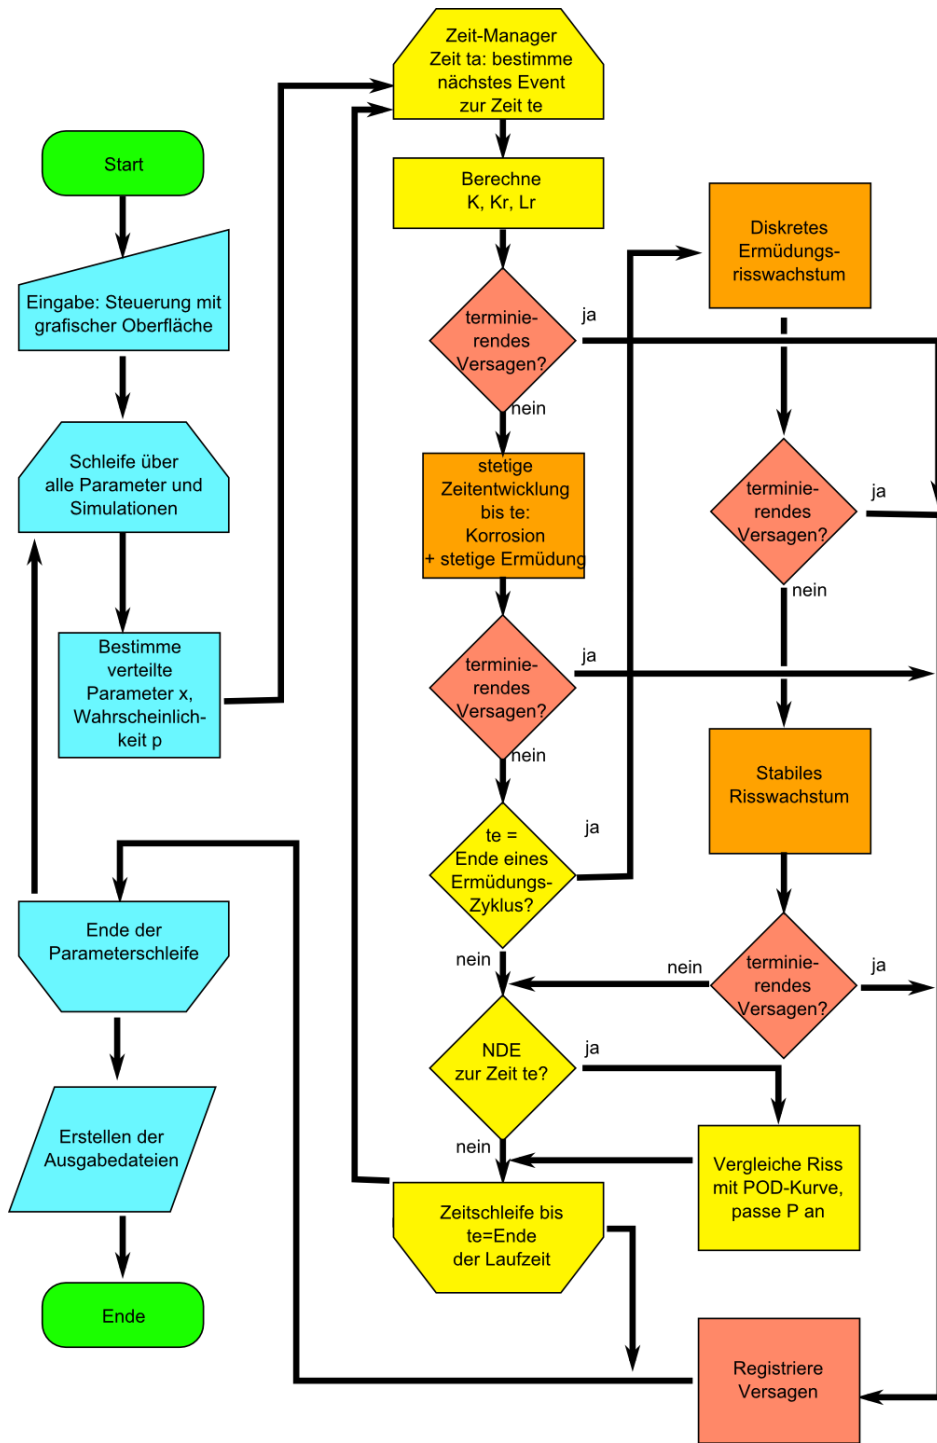 Start
Eingabe: Steuerung mit
grafischer Oberfläche
Schleife über
alle Parameter und
Simulationen
Bestimme
verteilte
Parameter x,
Wahrscheinlich-
keit p
Zeit-Manager
Zeit ta: bestimme
nächstes Event
zur Zeit te
Berechne
K, Kr, Lr
terminie-
rendes
Versagen?
ja
nein
stetige
Zeitentwicklung
bis te:
Korrosion
+ stetige Ermüdung
terminie-
rendes
Versagen?
ja
nein
te =
Ende eines
Ermüdungs-
Zyklus?
ja
nein
Diskretes
Ermüdungs-
risswachstum
terminie-
rendes
Versagen?
ja
nein
Stabiles
Risswachstum
terminie-
rendes
Versagen?
ja
nein
NDE
zur Zeit te?
ja
nein
Vergleiche Riss
mit POD-Kurve,
passe P an
Zeitschleife bis
te=Ende
der Laufzeit
Registriere
Versagen
Ende der
Parameterschleife
Erstellen der
Ausgabedateien
Ende